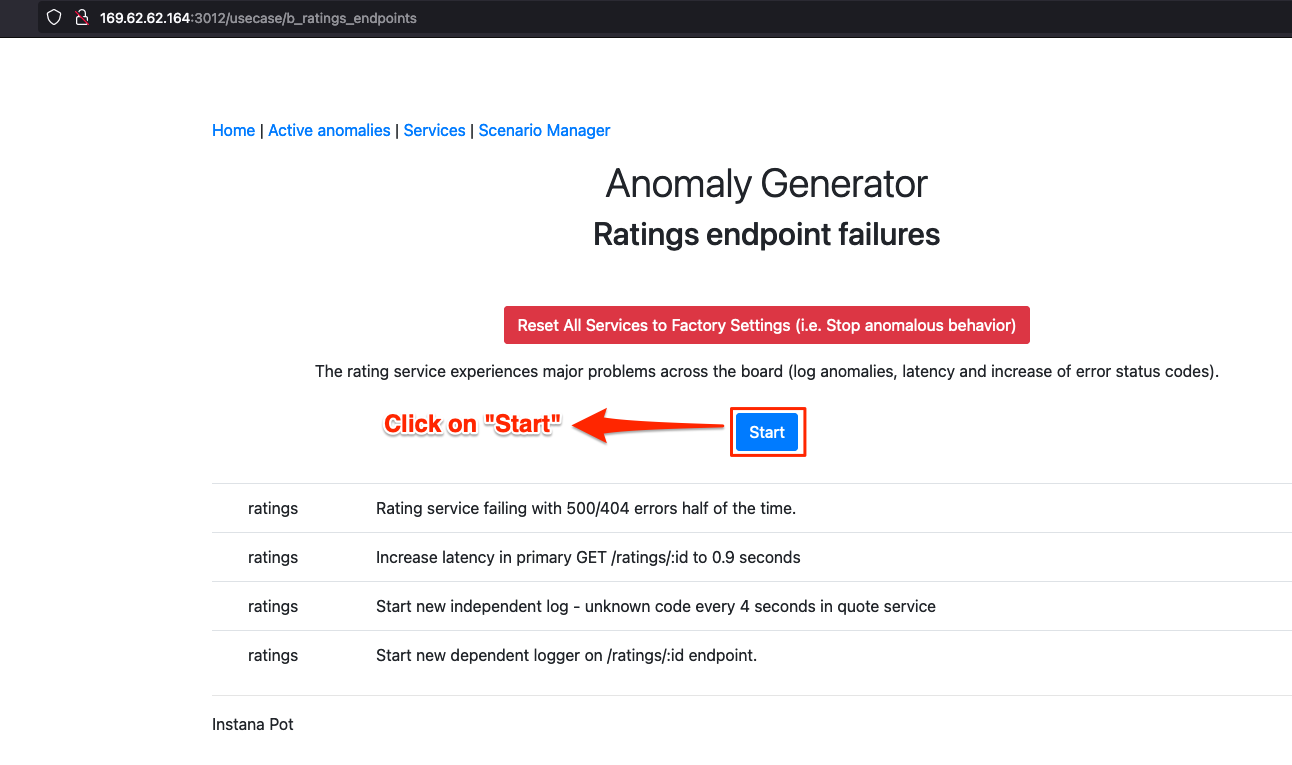 169.62.62.164:3012/usecase/b_ratings_endpoints
Home | Active anomalies | Services | Scenario Manager
Anomaly Generator
Ratings endpoint failures
Reset All Services to Factory Settings (i.e. Stop anomalous behavior)
The rating service experiences major problems across the board (log anomalies, latency and increase of error status codes).
Click on "Start"
Start
ratings Rating service failing with 500/404 errors half of the time.
ratings Increase latency in primary GET /ratings/:id to 0.9 seconds
ratings Start new independent log - unknown code every 4 seconds in quote service
ratings Start new dependent logger on /ratings/:id endpoint.
Instana Pot